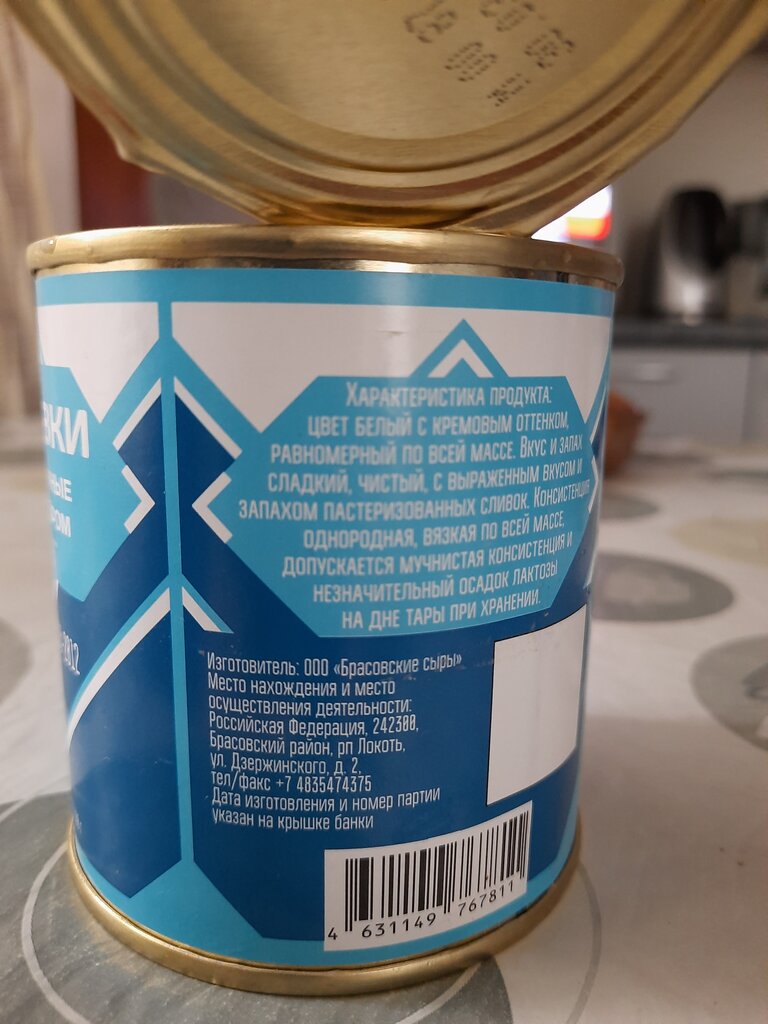 ВКИ
НЫЕ
РОМ
2012
Характеристика продукта:
цвет белый с кремовым оттенком,
равномерный по всей массе. Вкус и запах
сладкий, чистый, с выраженным вкусом и
запахом пастеризованных сливок. Консистенция
однородная, вязкая по всей массе,
допускается мучнистая консистенция и
незначительный осадок лактозы
на дне тары при хранении.
Изготовитель: ООО «Брасовские сыры»
Место нахождения и место
осуществления деятельности:
Российская Федерация, 242300,
Брасовский район, рп Локоть,
ул. Дзержинского, д. 2,
тел/факс +7 4835474375
Дата изготовления и номер партии
указан на крышке банки
4 631149 767811